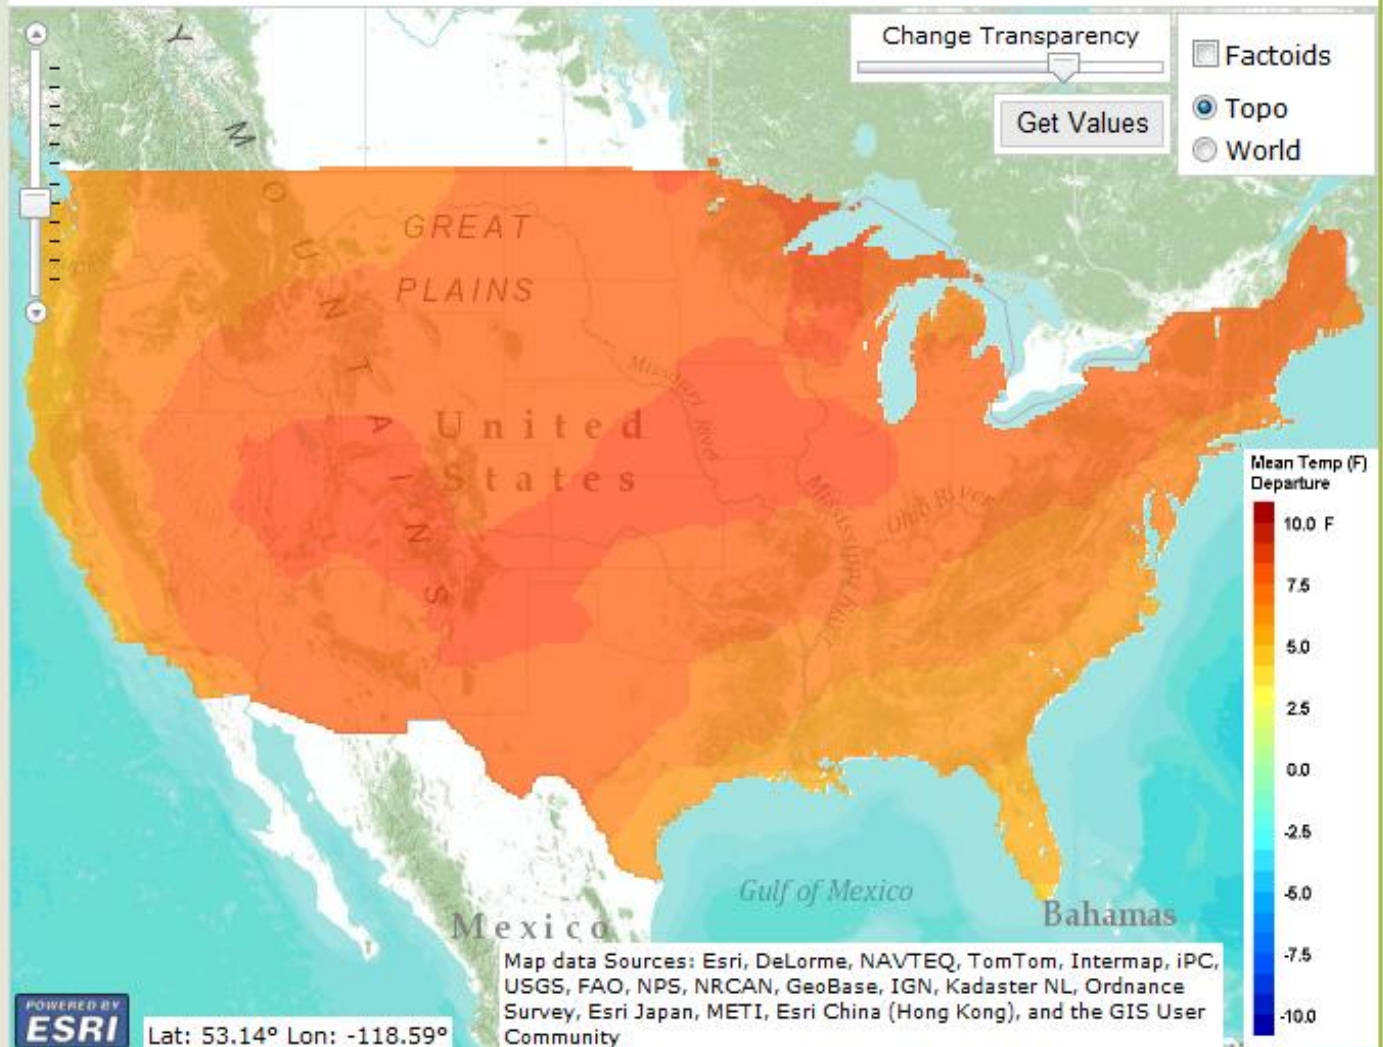 Change Transparency
Get Values
Factoids
Topo
World
Y
M
O
U
N
T
A
I
N
S
GREAT
PLAINS
Missouri River
United
States
Mississippi River
Ohio River
Mean Temp (F)
Departure
10.0 F
7.5
5.0
2.5
0.0
-2.5
-5.0
-7.5
-10.0
Gulf of Mexico
Bahamas
Mexico
Map data Sources: Esri, DeLorme, NAVTEQ, TomTom, Intermap, iPC,
USGS, FAO, NPS, NRCAN, GeoBase, IGN, Kadaster NL, Ordnance
Survey, Esri Japan, METI, Esri China (Hong Kong), and the GIS User
Community
POWERED BY
ESRI
Lat: 53.14° Lon: -118.59°